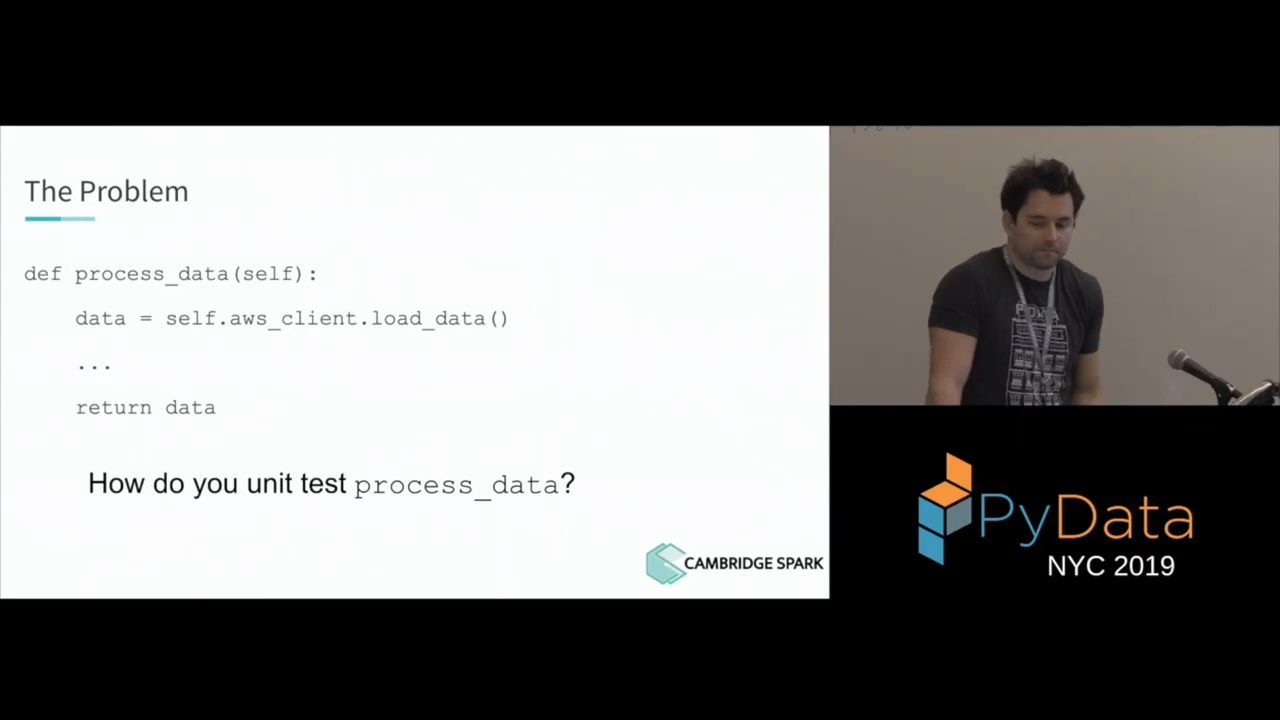 The Problem
def process_data(self):
data = self.aws_client.load_data()
...
return data
How do you unit test process_data?
CAMBRIDGE SPARK
PyData
NYC 2019